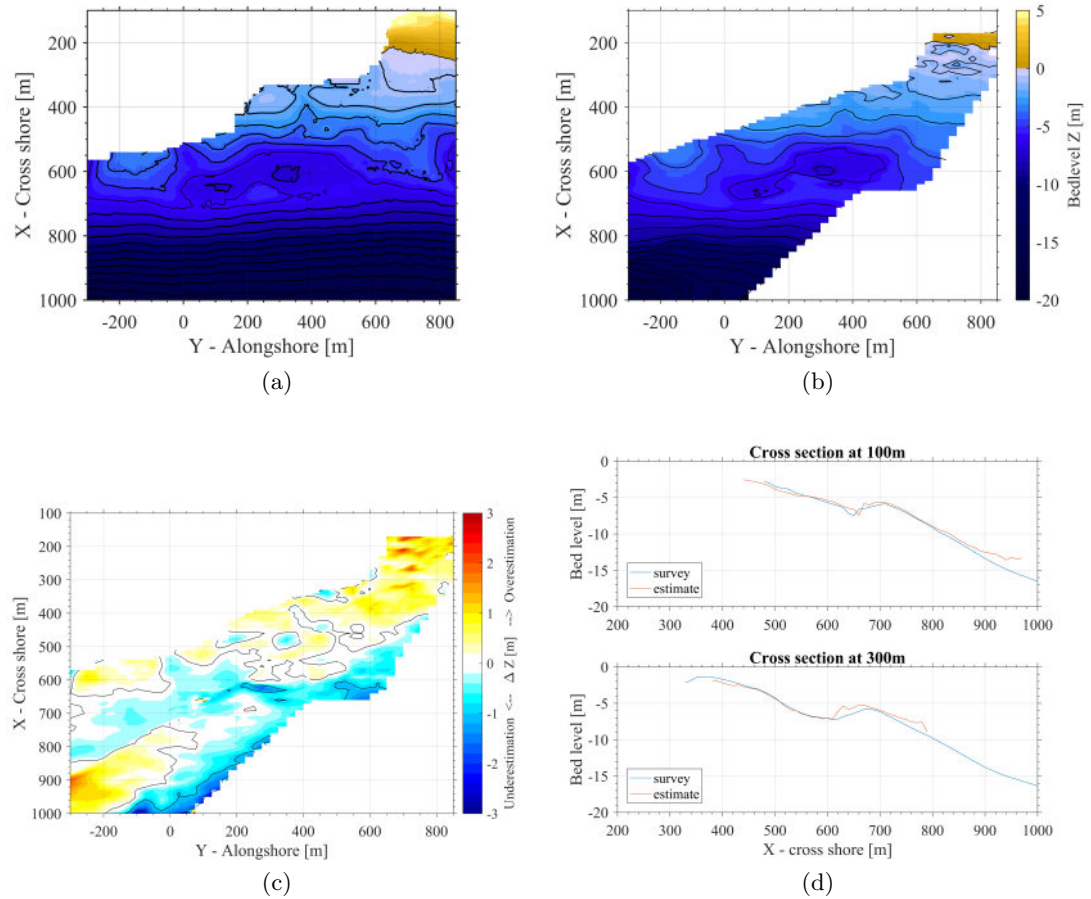 200
400
600
800
1000
X - Cross shore [m]
-200 0 200 400 600 800
Y - Alongshore [m]
(a)
200
400
600
800
1000
X - Cross shore [m]
-200 0 200 400 600 800
Y - Alongshore [m]
5
0
-5
-10
-15
-20
Bedlevel Z [m]
(b)
100
200
300
400
500
600
700
800
900
1000
X - Cross shore [m]
-200 0 200 400 600 800
Y - Alongshore [m]
3
2
1
0
-1
-2
-3
Underestimation <-- Δ Z [m] --> Overestimation
(c)
Cross section at 100m
0
-5
-10
-15
-20
Bed level [m]
survey
estimate
200 300 400 500 600 700 800 900 1000
Cross section at 300m
0
-5
-10
-15
-20
Bed level [m]
survey
estimate
200 300 400 500 600 700 800 900 1000
X - cross shore [m]
(d)